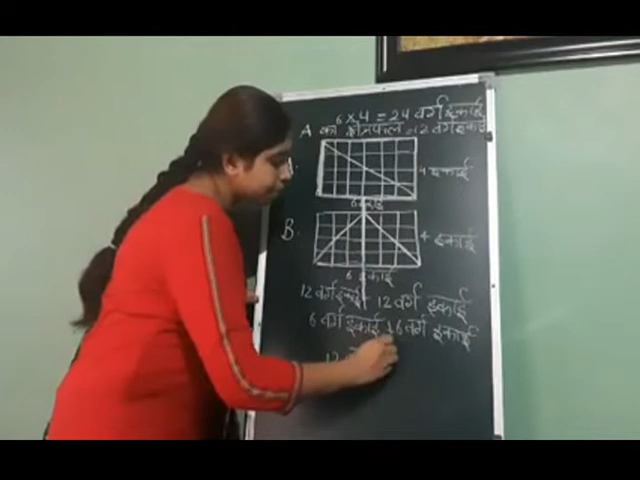 6 × 4 = 24 वर्ग इकाई
A का क्षेत्रफल = 12 वर्ग इकाई
4 इकाई
6 इकाई
B. 4 इकाई
6 इकाई
12 वर्ग इकाई 12 वर्ग इकाई
6 वर्ग इकाई + 6 वर्ग इकाई
12